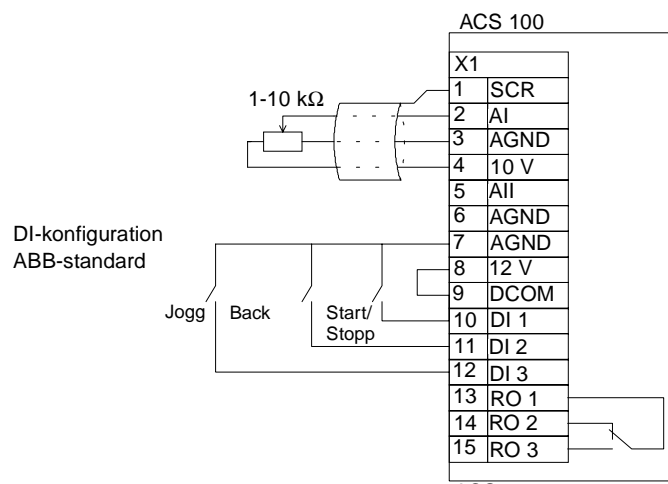 ACS 100
X1
1 SCR
1-10 kΩ
2 AI
3 AGND
4 10 V
5 AII
6 AGND
DI-konfiguration
ABB-standard
7 AGND
8 12 V
9 DCOM
Jogg Back Start/
Stopp
10 DI 1
11 DI 2
12 DI 3
13 RO 1
14 RO 2
15 RO 3